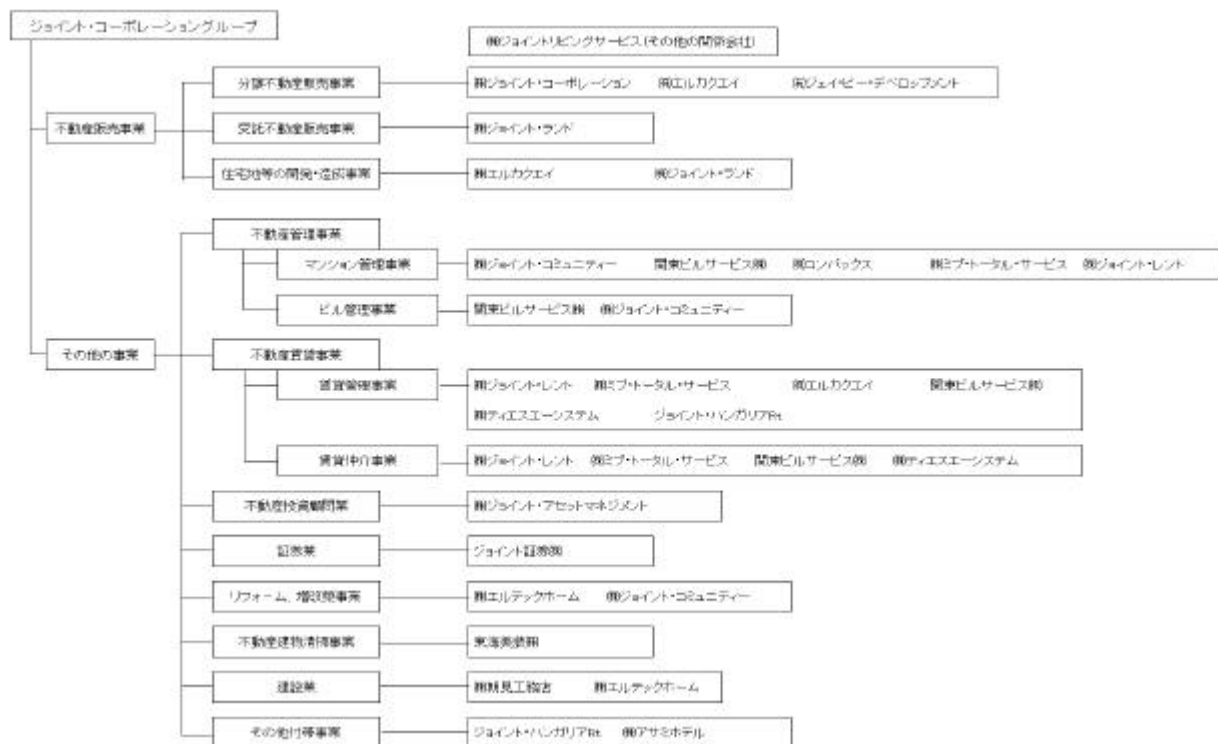 ジョイント・コーポレーショングループ
㈱ジョイントリビングサービス(その他の関係会社)
分譲不動産販売事業 ㈱ジョイント・コーポレーション ㈱エルカクエイ ㈲ジェイ・ピー・デベロップメント
不動産販売事業 受託不動産販売事業 ㈱ジョイント・ランド
住宅地等の開発・造成事業 ㈱エルカクエイ ㈱ジョイント・ランド
不動産管理事業
マンション管理事業 ㈱ジョイント・コミュニティー 関東ビルサービス㈱ ㈱コンパックス ㈱ミブ・トータル・サービス ㈱ジョイント・レント
ビル管理事業 関東ビルサービス㈱ ㈱ジョイント・コミュニティー
その他の事業 不動産賃貸事業
賃貸管理事業 ㈱ジョイント・レント ㈱ミブ・トータル・サービス ㈱エルカクエイ 関東ビルサービス㈱
㈱ティエスエーシステム ジョイント・ハンガリアRt.
賃貸仲介事業 ㈱ジョイント・レント ㈱ミブ・トータル・サービス 関東ビルサービス㈱ ㈱ティエスエーシステム
不動産投資顧問業 ㈱ジョイント・アセットマネジメント
証券業 ジョイント証券㈱
リフォーム、増改築事業 ㈱エルテックホーム ㈱ジョイント・コミュニティー
不動産建物清掃事業 東海美装㈱
建設業 ㈱朝見工務店 ㈱エルテックホーム
その他付帯事業 ジョイント・ハンガリアRt. ㈱アサミホテル